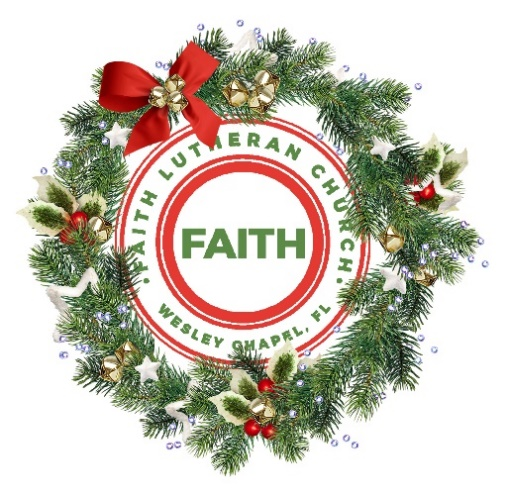 FAITH LUTHERAN CHURCH
FAITH
WESLEY CHAPEL, FL